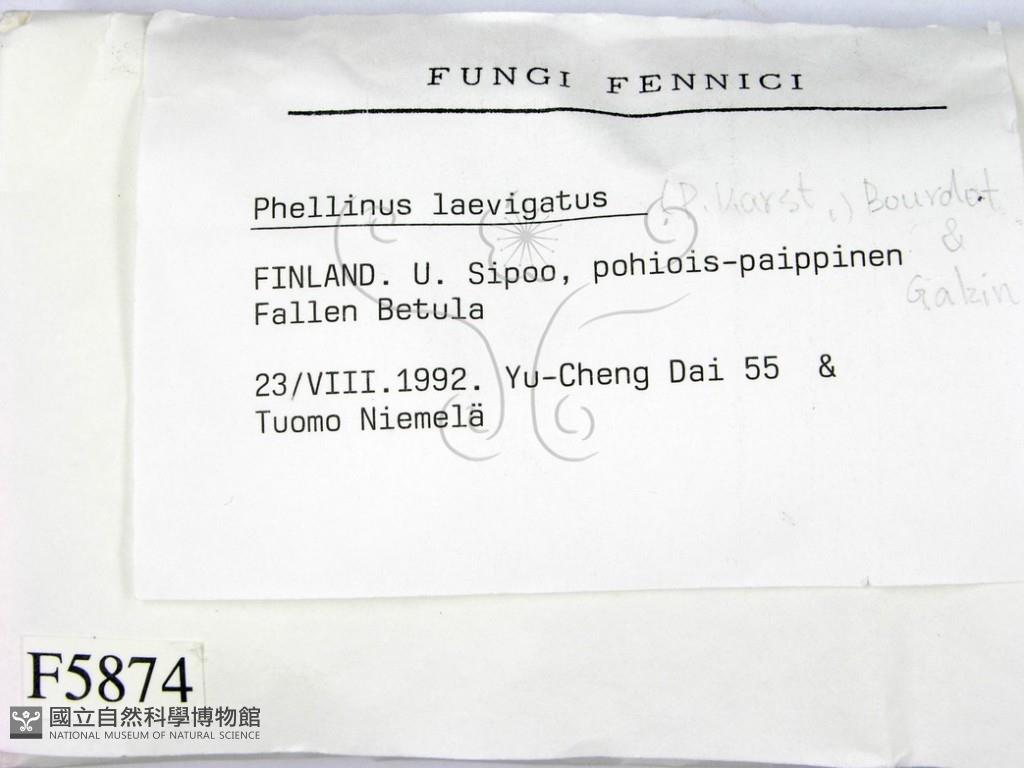 FUNGI FENNICI
Phellinus laevigatus (P. Karst.,) Bourdot
&
Galzin
FINLAND. U. Sipoo, pohiois-paippinen
Fallen Betula
23/VIII.1992. Yu-Cheng Dai 55 &
Tuomo Niemelä
F5874
國立自然科學博物館
NATIONAL MUSEUM OF NATURAL SCIENCE